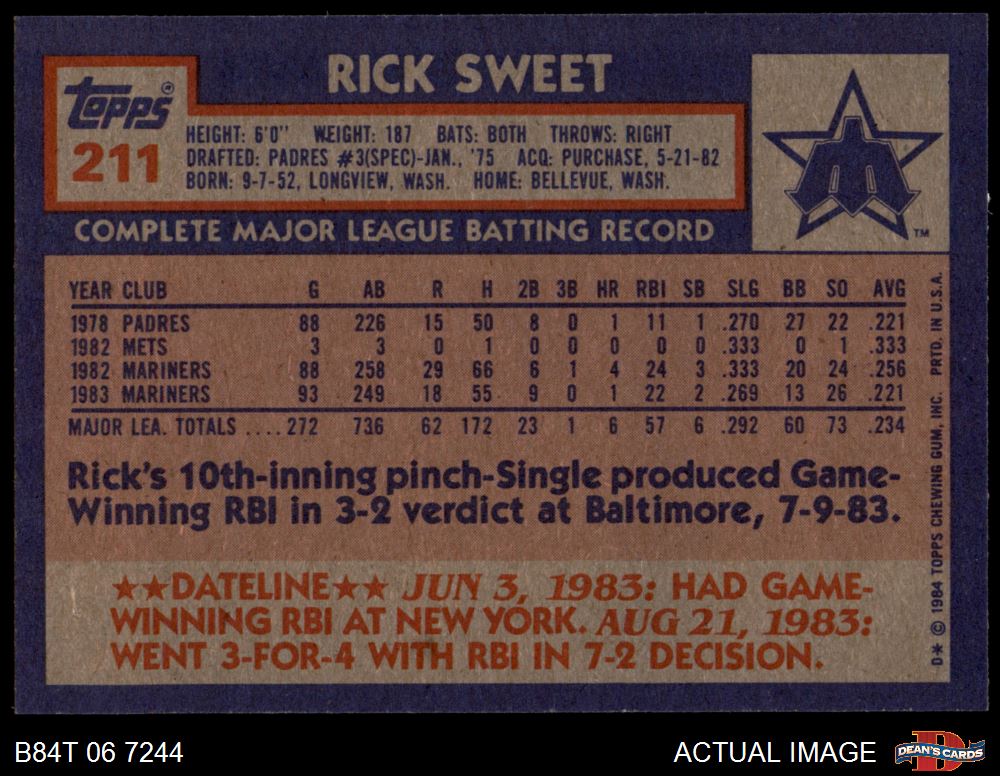 RICK SWEET
Topps®
211
HEIGHT: 6'0" WEIGHT: 187 BATS: BOTH THROWS: RIGHT
DRAFTED: PADRES #3(SPEC)-JAN., '75 ACQ: PURCHASE, 5-21-82
BORN: 9-7-52, LONGVIEW, WASH. HOME: BELLEVUE, WASH.
TM
COMPLETE MAJOR LEAGUE BATTING RECORD
YEAR CLUB G AB R H 2B 3B HR RBI SB SLG BB SO AVG
1978 PADRES 88 226 15 50 8 0 1 11 1 .270 27 22 .221
1982 METS 3 3 0 1 0 0 0 0 0 .333 0 1 .333
1982 MARINERS 88 258 29 66 6 1 4 24 3 .333 20 24 .256
1983 MARINERS 93 249 18 55 9 0 1 22 2 .269 13 26 .221
MAJOR LEA. TOTALS ....272 736 62 172 23 1 6 57 6 .292 60 73 .234
Rick's 10th-inning pinch-Single produced Game-
Winning RBI in 3-2 verdict at Baltimore, 7-9-83.
★★DATELINE★★ JUN 3, 1983: HAD GAME-
WINNING RBI AT NEW YORK. AUG 21, 1983:
WENT 3-FOR-4 WITH RBI IN 7-2 DECISION.
D* © 1984 TOPPS CHEWING GUM, INC. PRTD. IN U.S.A.
B84T 06 7244
ACTUAL IMAGE
DEAN'S CARDS